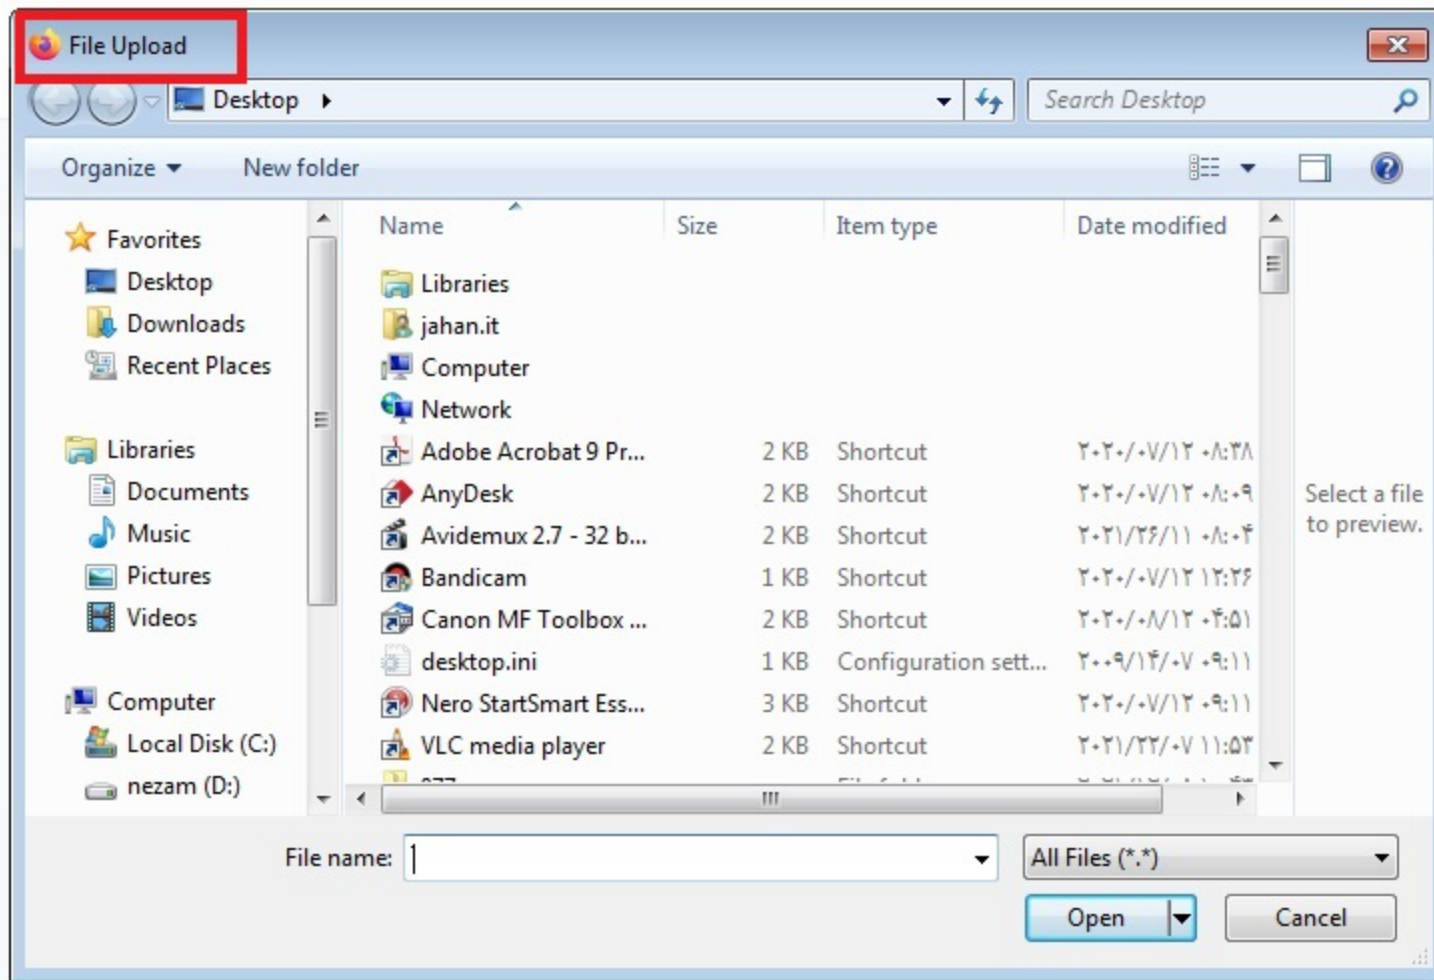 File Upload
Desktop
Search Desktop
Organize
New folder
Favorites
Desktop
Downloads
Recent Places
Libraries
Documents
Music
Pictures
Videos
Computer
Local Disk (C:)
nezam (D:)
Name Size Item type Date modified
Libraries
jahan.it
Computer
Network
Adobe Acrobat 9 Pr... 2 KB Shortcut ۲۰۲۰/۰۷/۱۲ ۰۸:۳۸
AnyDesk 2 KB Shortcut ۲۰۲۰/۰۷/۱۲ ۰۸:۰۹
Avidemux 2.7 - 32 b... 2 KB Shortcut ۲۰۲۱/۲۶/۱۱ ۰۸:۰۴
Bandicam 1 KB Shortcut ۲۰۲۰/۰۷/۱۲ ۱۲:۲۶
Canon MF Toolbox ... 2 KB Shortcut ۲۰۲۰/۰۸/۱۲ ۰۴:۵۱
desktop.ini 1 KB Configuration sett... ۲۰۰۹/۱۴/۰۷ ۰۹:۱۱
Nero StartSmart Ess... 3 KB Shortcut ۲۰۲۰/۰۷/۱۲ ۰۹:۱۱
VLC media player 2 KB Shortcut ۲۰۲۱/۲۲/۰۷ ۱۱:۵۳
Select a file
to preview.
File name:
All Files (*.*)
Open
Cancel